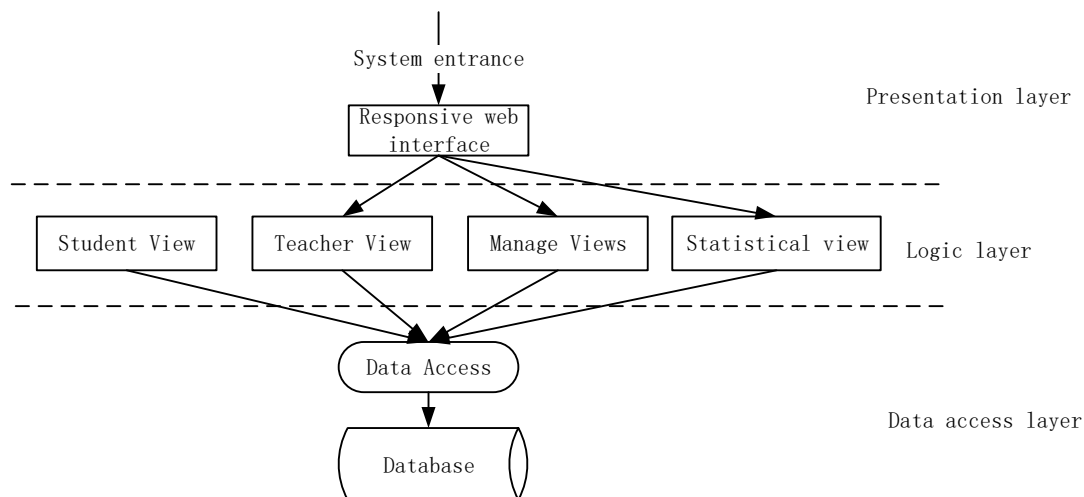 System entrance
Presentation layer
Responsive web
interface
Student View
Teacher View
Manage Views
Statistical view
Logic layer
Data Access
Data access layer
Database